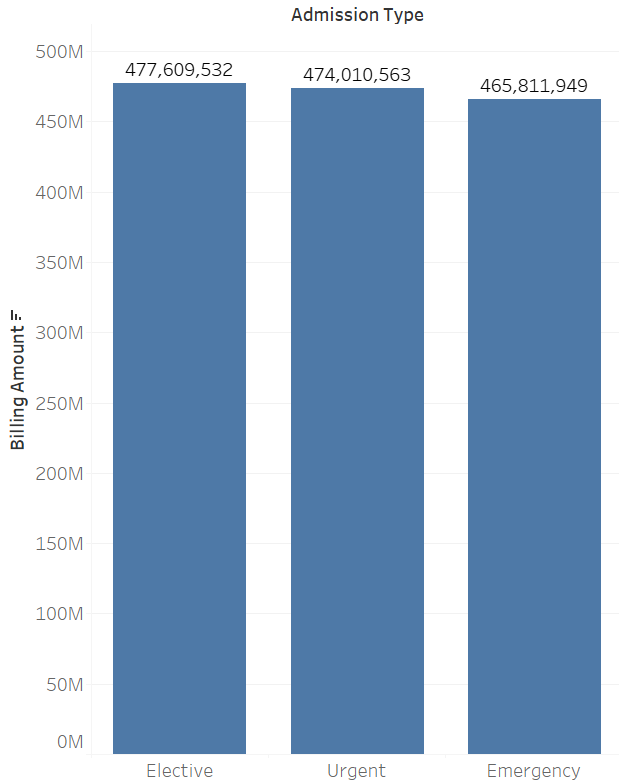 Admission Type
500M
477,609,532
474,010,563
465,811,949
450M
400M
350M
300M
Billing Amount
250M
200M
150M
100M
50M
0M
Elective
Urgent
Emergency